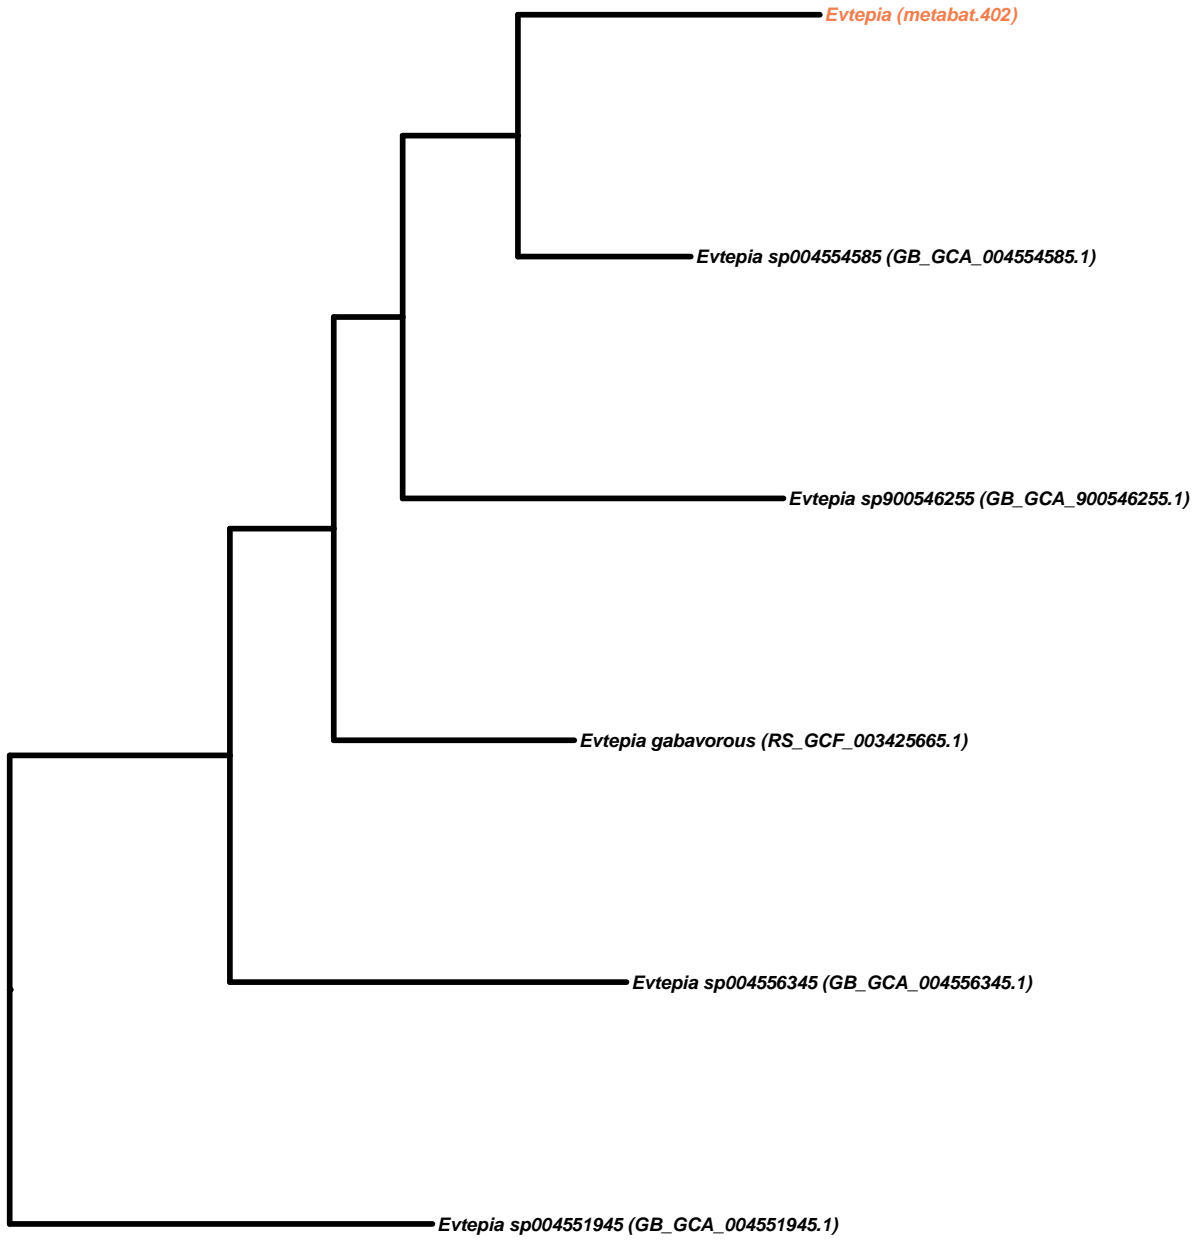 Evtepia (metabat.402)
Evtepia sp004554585 (GB_GCA_004554585.1)
Evtepia sp900546255 (GB_GCA_900546255.1)
Evtepia gabavorous (RS_GCF_003425665.1)
Evtepia sp004556345 (GB_GCA_004556345.1)
Evtepia sp004551945 (GB_GCA_004551945.1)